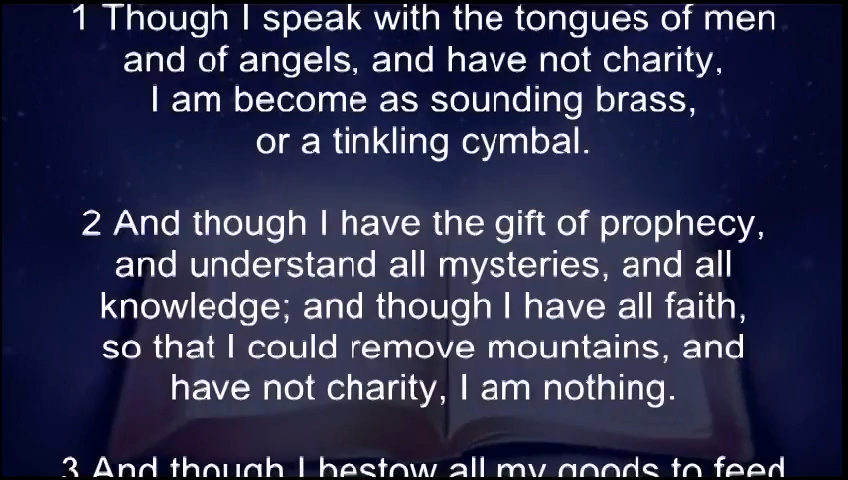 1 Though I speak with the tongues of men
and of angels, and have not charity,
I am become as sounding brass,
or a tinkling cymbal.
2 And though I have the gift of prophecy,
and understand all mysteries, and all
knowledge; and though I have all faith,
so that I could remove mountains, and
have not charity, I am nothing.
3 And though I bestow all my goods to feed